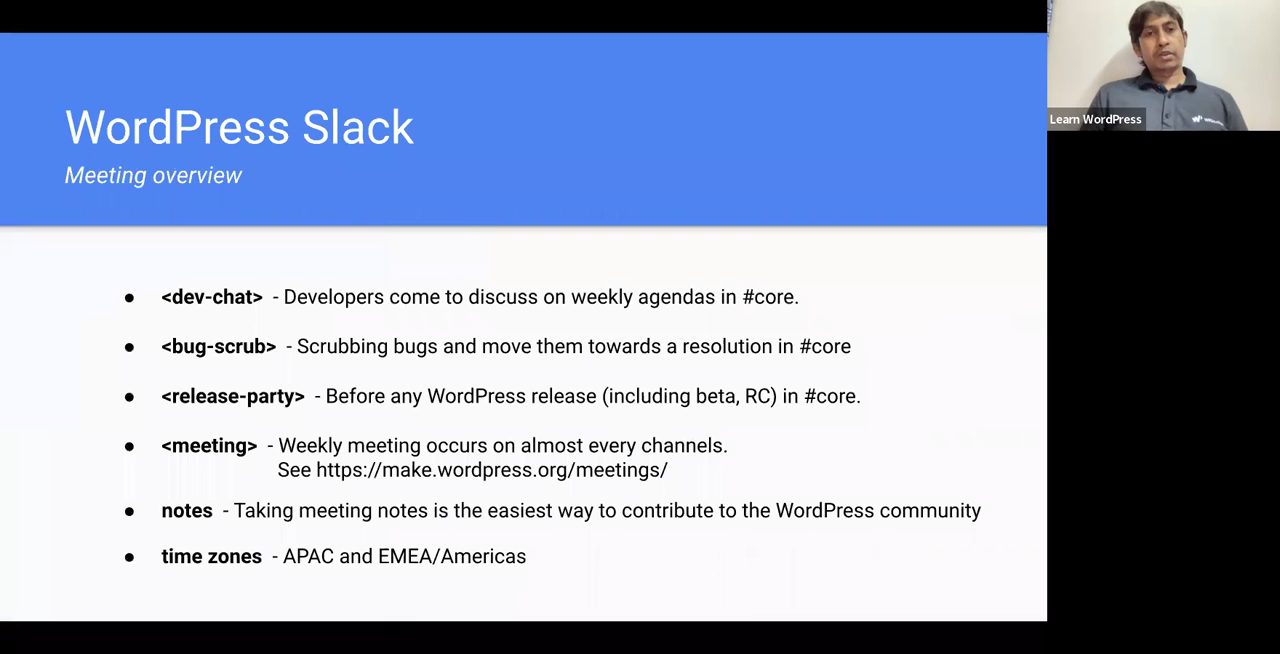 WordPress Slack
Meeting overview
Learn WordPress
● <dev-chat> - Developers come to discuss on weekly agendas in #core.
● <bug-scrub> - Scrubbing bugs and move them towards a resolution in #core
● <release-party> - Before any WordPress release (including beta, RC) in #core.
● <meeting> - Weekly meeting occurs on almost every channels.
See https://make.wordpress.org/meetings/
● notes - Taking meeting notes is the easiest way to contribute to the WordPress community
● time zones - APAC and EMEA/Americas